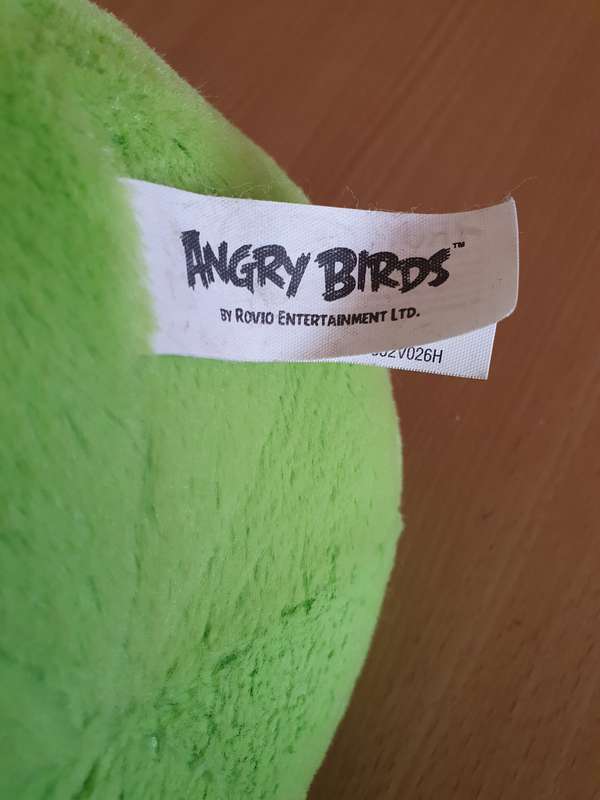 ANGRY BIRDS™
BY ROVIO ENTERTAINMENT LTD.